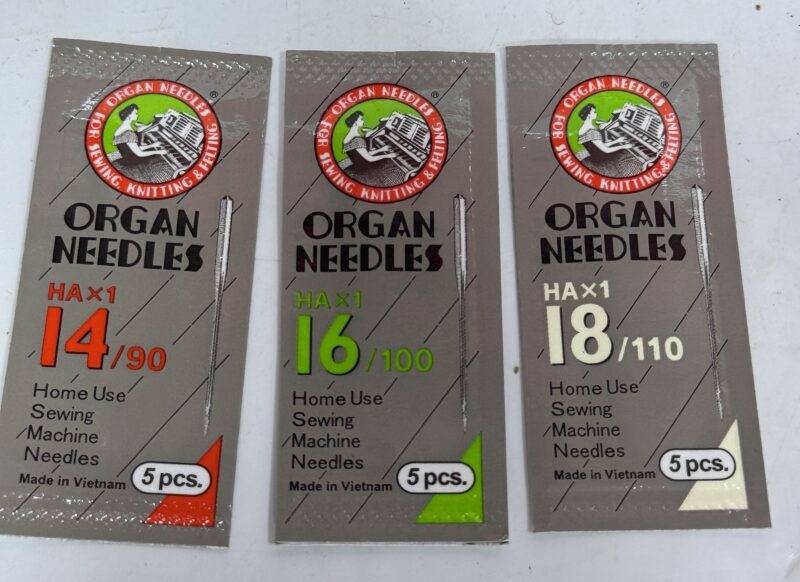 ORGAN NEEDLES
FOR SEWING, KNITTING & FELTING
®
ORGAN
NEEDLES
HA×1
14/90
Home Use
Sewing
Machine
Needles
Made in Vietnam
5 pcs.
ORGAN NEEDLES
FOR SEWING, KNITTING & FELTING
®
ORGAN
NEEDLES
HA×1
16/100
Home Use
Sewing
Machine
Needles
Made in Vietnam
5 pcs.
ORGAN NEEDLES
FOR SEWING, KNITTING & FELTING
®
ORGAN
NEEDLES
HA×1
18/110
Home Use
Sewing
Machine
Needles
Made in Vietnam
5 pcs.